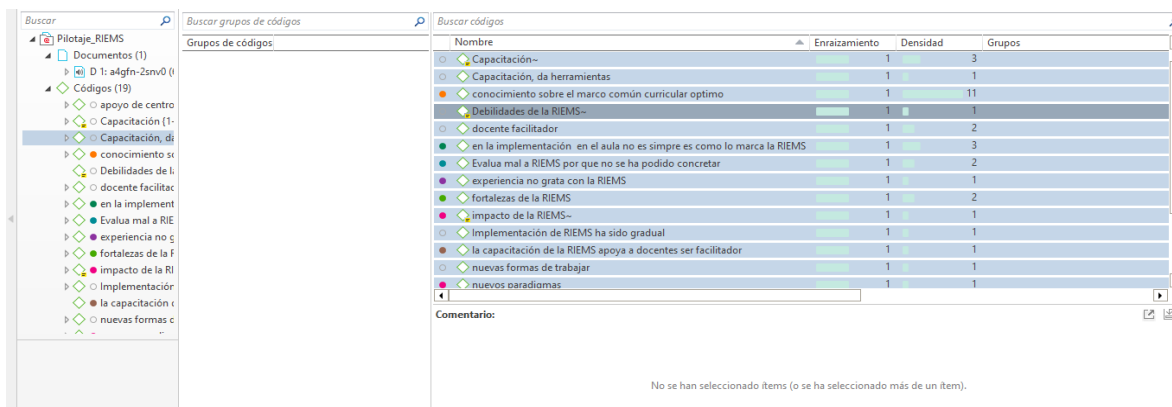 Buscar
Pilotaje_RIEMS
Documentos (1)
D 1: a4gfn-2snv0 (
Códigos (19)
apoyo de centro
Capacitación {1-
Capacitación, da
conocimiento so
Debilidades de la
docente facilitad
en la implement
Evalua mal a RIE
experiencia no g
fortalezas de la R
impacto de la RI
Implementación
la capacitación d
nuevas formas d
Buscar grupos de códigos
Grupos de códigos
Buscar códigos
Nombre Enraizamiento Densidad Grupos
Capacitación~ 1 3
Capacitación, da herramientas 1 1
conocimiento sobre el marco común curricular optimo 1 11
Debilidades de la RIEMS~ 1 1
docente facilitador 1 2
en la implementación en el aula no es simpre es como lo marca la RIEMS 1 3
Evalua mal a RIEMS por que no se ha podido concretar 1 2
experiencia no grata con la RIEMS 1 1
fortalezas de la RIEMS 1 2
impacto de la RIEMS~ 1 1
Implementación de RIEMS ha sido gradual 1 1
la capacitación de la RIEMS apoya a docentes ser facilitador 1 1
nuevas formas de trabajar 1 1
nuevos paradigmas 1 1
Comentario:
No se han seleccionado ítems (o se ha seleccionado más de un ítem).